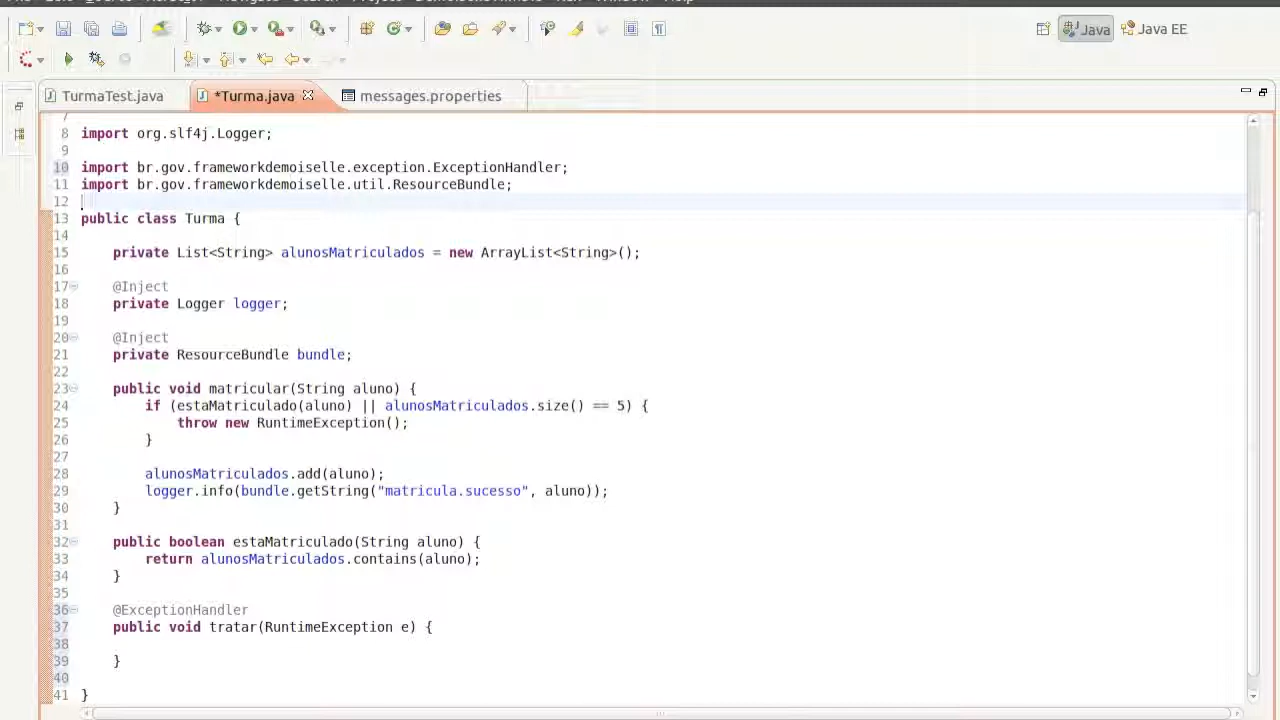 Java
Java EE
TurmaTest.java
*Turma.java
messages.properties
7
8 import org.slf4j.Logger;
9
10 import br.gov.frameworkdemoiselle.exception.ExceptionHandler;
11 import br.gov.frameworkdemoiselle.util.ResourceBundle;
12
13 public class Turma {
14
15 private List<String> alunosMatriculados = new ArrayList<String>();
16
17 @Inject
18 private Logger logger;
19
20 @Inject
21 private ResourceBundle bundle;
22
23 public void matricular(String aluno) {
24 if (estaMatriculado(aluno) || alunosMatriculados.size() == 5) {
25 throw new RuntimeException();
26 }
27
28 alunosMatriculados.add(aluno);
29 logger.info(bundle.getString("matricula.sucesso", aluno));
30 }
31
32 public boolean estaMatriculado(String aluno) {
33 return alunosMatriculados.contains(aluno);
34 }
35
36 @ExceptionHandler
37 public void tratar(RuntimeException e) {
38
39 }
40
41 }